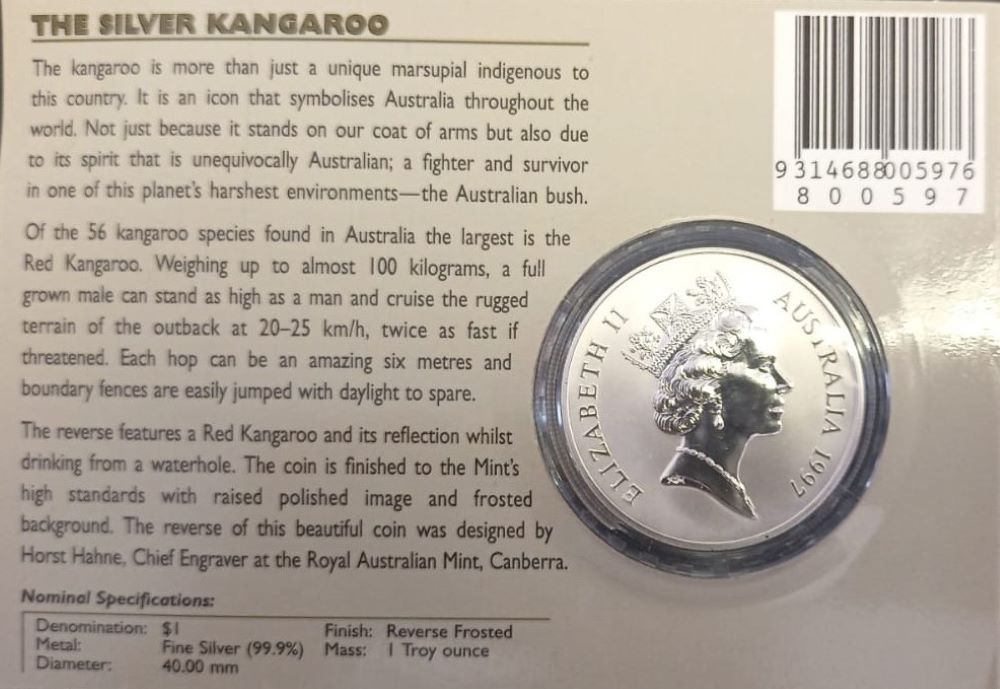 THE SILVER KANGAROO
The kangaroo is more than just a unique marsupial indigenous to
this country. It is an icon that symbolises Australia throughout the
world. Not just because it stands on our coat of arms but also due
to its spirit that is unequivocally Australian; a fighter and survivor
in one of this planet's harshest environments—the Australian bush.
Of the 56 kangaroo species found in Australia the largest is the
Red Kangaroo. Weighing up to almost 100 kilograms, a full
grown male can stand as high as a man and cruise the rugged
terrain of the outback at 20–25 km/h, twice as fast if
threatened. Each hop can be an amazing six metres and
boundary fences are easily jumped with daylight to spare.
The reverse features a Red Kangaroo and its reflection whilst
drinking from a waterhole. The coin is finished to the Mint's
high standards with raised polished image and frosted
background. The reverse of this beautiful coin was designed by
Horst Hahne, Chief Engraver at the Royal Australian Mint, Canberra.
Nominal Specifications:
Denomination: $1 Finish: Reverse Frosted
Metal: Fine Silver (99.9%) Mass: 1 Troy ounce
Diameter: 40.00 mm
9 314688 005976
800597
ELIZABETH II AUSTRALIA 1997